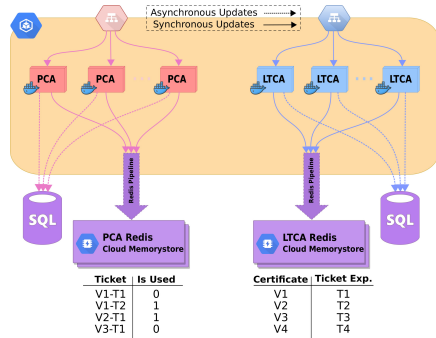 Asynchronous Updates
Synchronous Updates
PCA PCA PCA
LTCA LTCA LTCA
Redis Pipeline
Redis Pipeline
SQL
SQL
PCA Redis
Cloud Memorystore
LTCA Redis
Cloud Memorystore
Ticket Is Used
V1-T1 0
V1-T2 1
V2-T1 1
V3-T1 0
Certificate Ticket Exp.
V1 T1
V2 T2
V3 T3
V4 T4